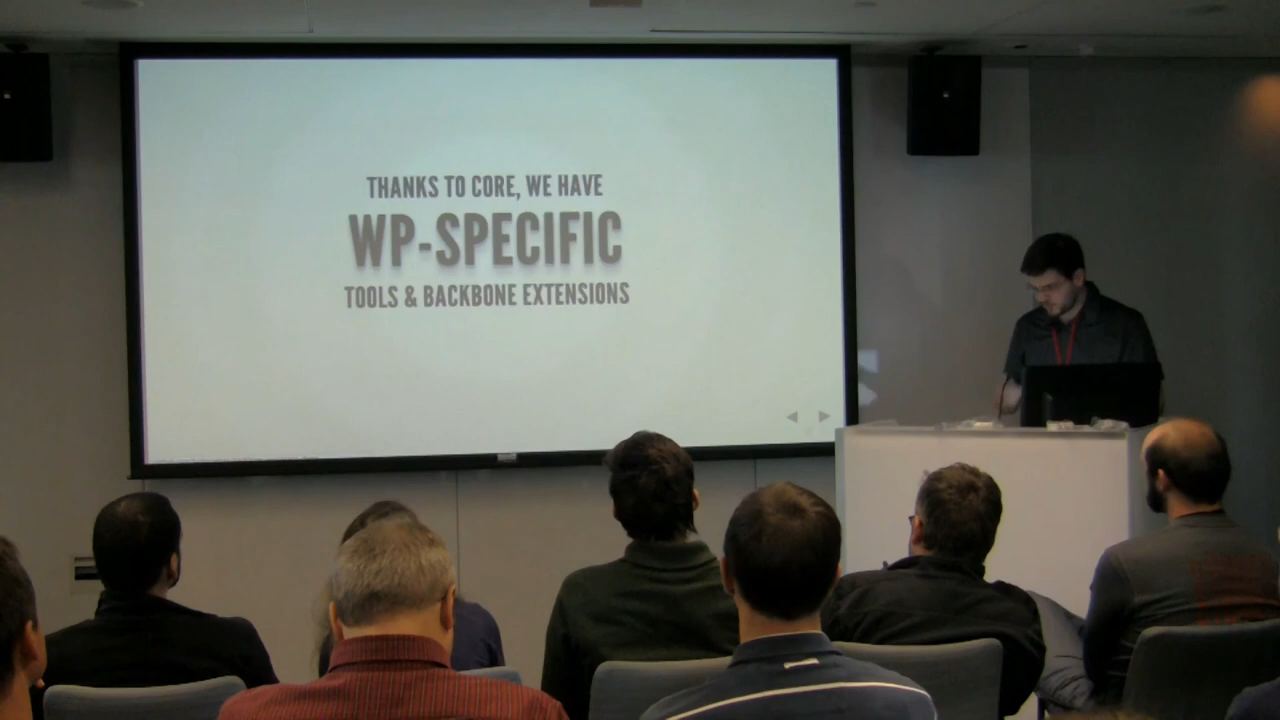 THANKS TO CORE, WE HAVE
WP-SPECIFIC
TOOLS & BACKBONE EXTENSIONS